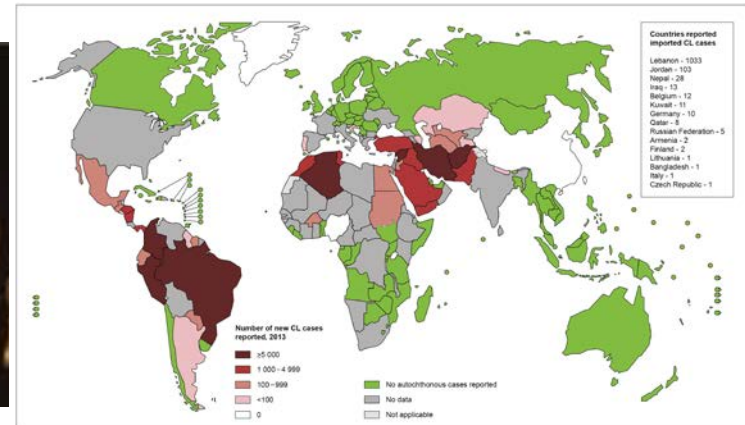 Countries reported
imported CL cases
Lebanon - 1033
Jordan - 103
Nepal - 28
Iraq - 13
Belgium - 12
Kuwait - 11
Germany - 10
Qatar - 8
Russian Federation - 5
Armenia - 2
Finland - 2
Lithuania - 1
Bangladesh - 1
Italy - 1
Czech Republic - 1
Number of new CL cases
reported, 2013
≥5 000
1 000–4 999
100–999
<100
0
No autochthonous cases reported
No data
Not applicable